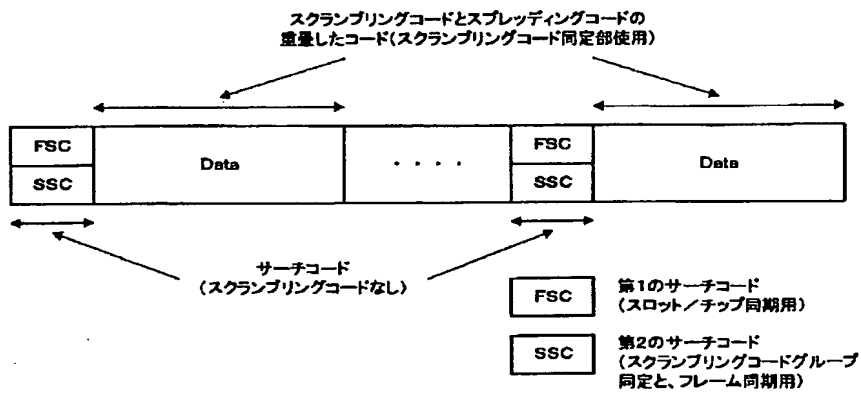 スクランブリングコードとスプレッディングコードの
重畳したコード(スクランブリングコード同定部使用)
FSC
SSC
Data
・・・・
FSC
SSC
Data
サーチコード
(スクランブリングコードなし)
FSC
第1のサーチコード
(スロット/チップ同期用)
SSC
第2のサーチコード
(スクランブリングコードグループ
同定と、フレーム同期用)